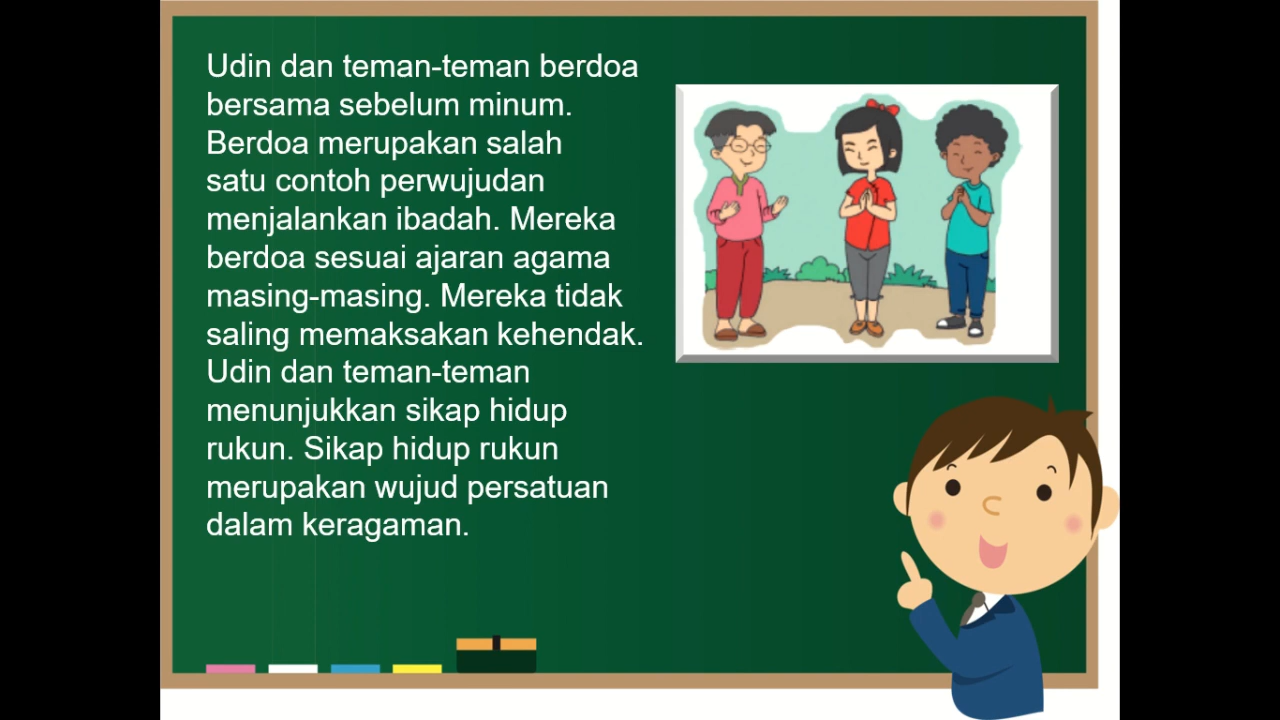 Udin dan teman-teman berdoa
bersama sebelum minum.
Berdoa merupakan salah
satu contoh perwujudan
menjalankan ibadah. Mereka
berdoa sesuai ajaran agama
masing-masing. Mereka tidak
saling memaksakan kehendak.
Udin dan teman-teman
menunjukkan sikap hidup
rukun. Sikap hidup rukun
merupakan wujud persatuan
dalam keragaman.